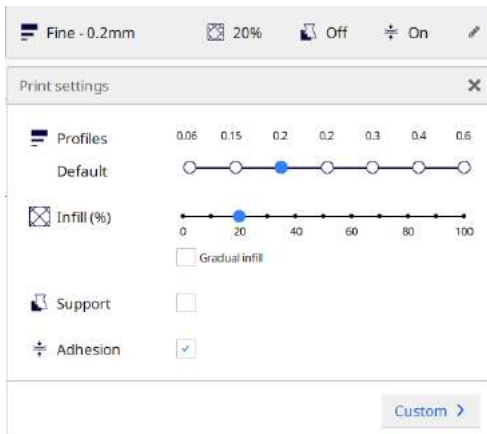 Fine - 0.2mm 20% Off On
Print settings
Profiles 0.06 0.15 0.2 0.2 0.3 0.4 0.6
Default
Infill (%)
0 20 40 60 80 100
Gradual infill
Support
Adhesion
Custom